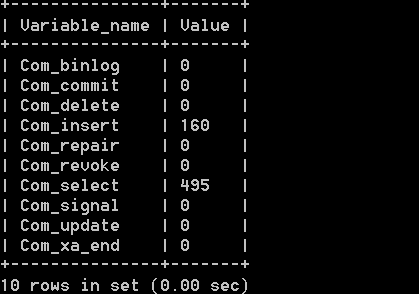 +---------------+-------+
| Variable_name | Value |
+---------------+-------+
| Com_binlog    | 0     |
| Com_commit    | 0     |
| Com_delete    | 0     |
| Com_insert    | 160   |
| Com_repair    | 0     |
| Com_revoke    | 0     |
| Com_select    | 495   |
| Com_signal    | 0     |
| Com_update    | 0     |
| Com_xa_end    | 0     |
+---------------+-------+
10 rows in set (0.00 sec)